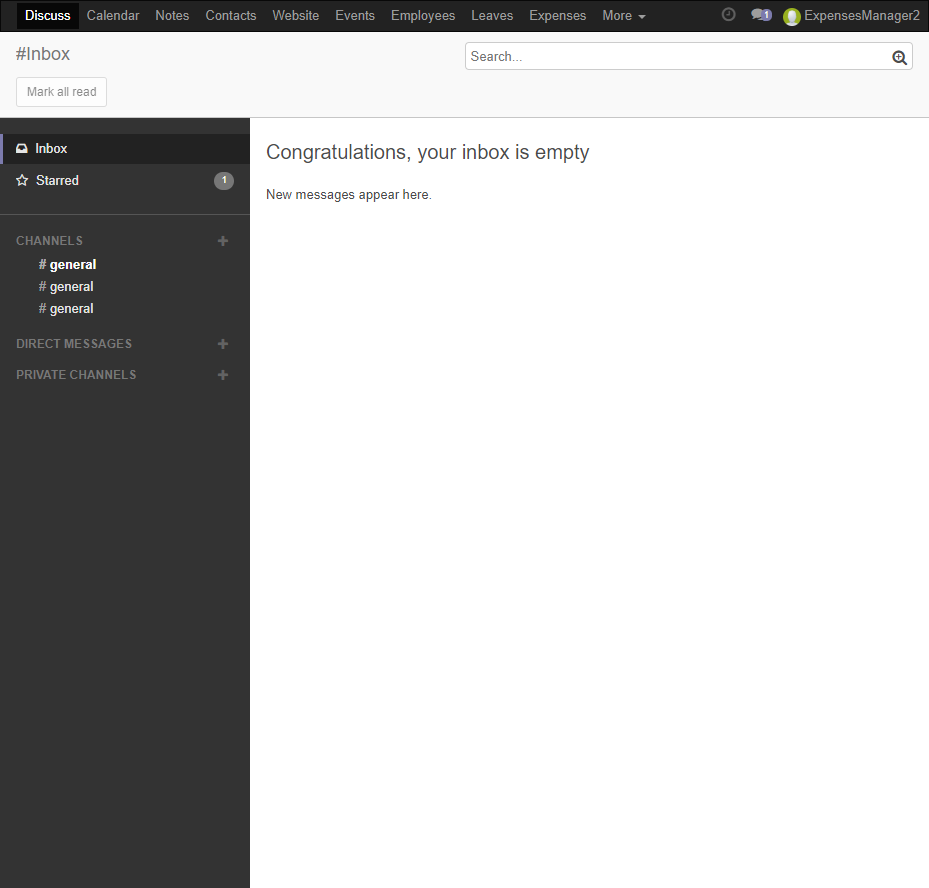 Discuss Calendar Notes Contacts Website Events Employees Leaves Expenses More 1 ExpensesManager2
#Inbox
Search...
Mark all read
Inbox
Starred 1
CHANNELS +
# general
# general
# general
DIRECT MESSAGES +
PRIVATE CHANNELS +
Congratulations, your inbox is empty
New messages appear here.